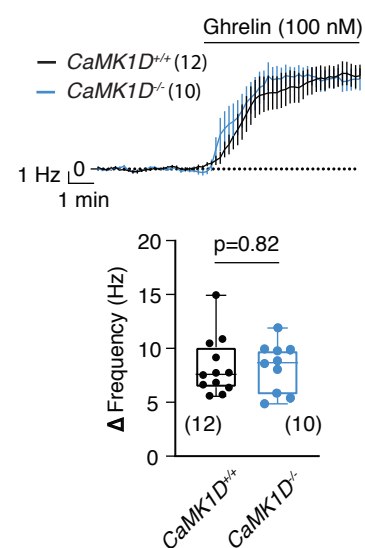 Ghrelin (100 nM)
CaMK1D+/+ (12)
CaMK1D-/- (10)
0
1 Hz
1 min
p=0.82
20
15
10
5
0
Δ Frequency (Hz)
(12)
(10)
CaMK1D+/+
CaMK1D-/-